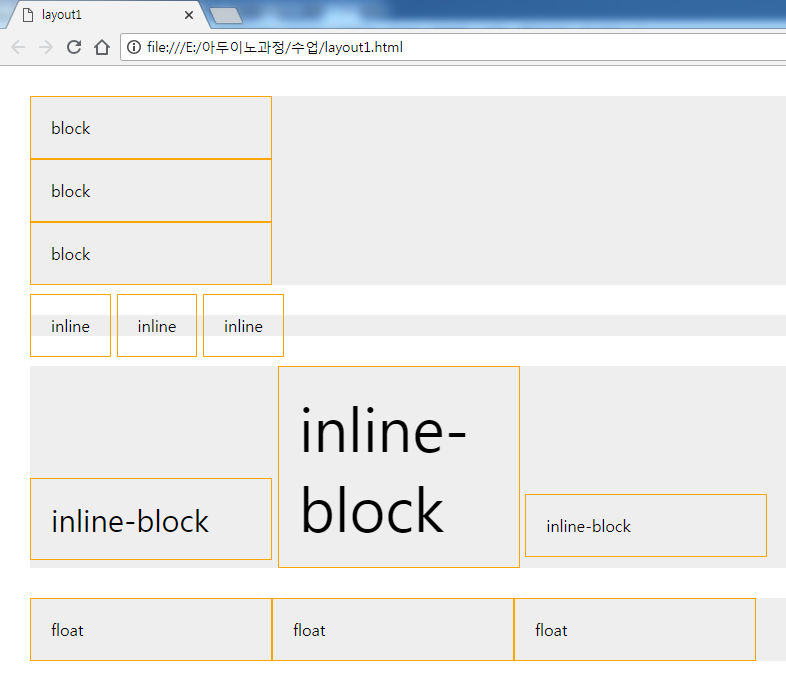 layout1
file:///E:/아두이노과정/수업/layout1.html
block
block
block
inline inline inline
inline-block
inline-
block
inline-block
float float float